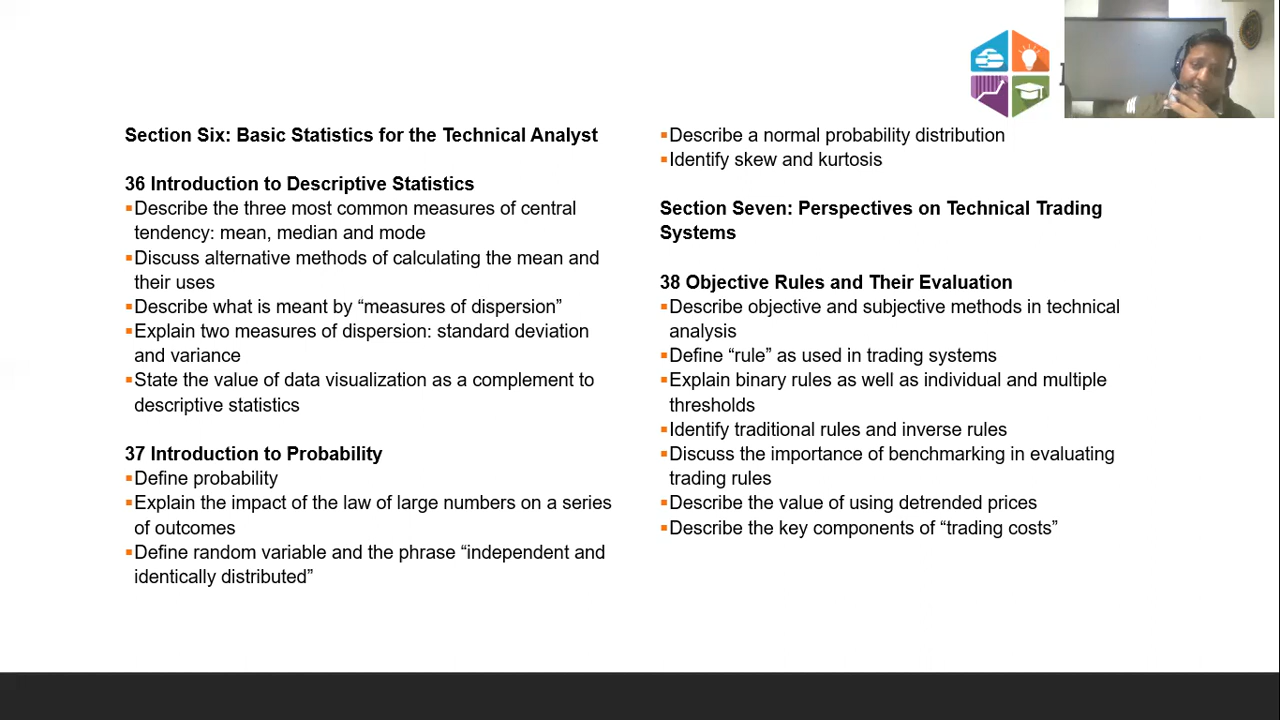 Section Six: Basic Statistics for the Technical Analyst
36 Introduction to Descriptive Statistics
▪Describe the three most common measures of central
tendency: mean, median and mode
▪Discuss alternative methods of calculating the mean and
their uses
▪Describe what is meant by “measures of dispersion”
▪Explain two measures of dispersion: standard deviation
and variance
▪State the value of data visualization as a complement to
descriptive statistics
37 Introduction to Probability
▪Define probability
▪Explain the impact of the law of large numbers on a series
of outcomes
▪Define random variable and the phrase “independent and
identically distributed”
▪Describe a normal probability distribution
▪Identify skew and kurtosis
Section Seven: Perspectives on Technical Trading
Systems
38 Objective Rules and Their Evaluation
▪Describe objective and subjective methods in technical
analysis
▪Define “rule” as used in trading systems
▪Explain binary rules as well as individual and multiple
thresholds
▪Identify traditional rules and inverse rules
▪Discuss the importance of benchmarking in evaluating
trading rules
▪Describe the value of using detrended prices
▪Describe the key components of “trading costs”